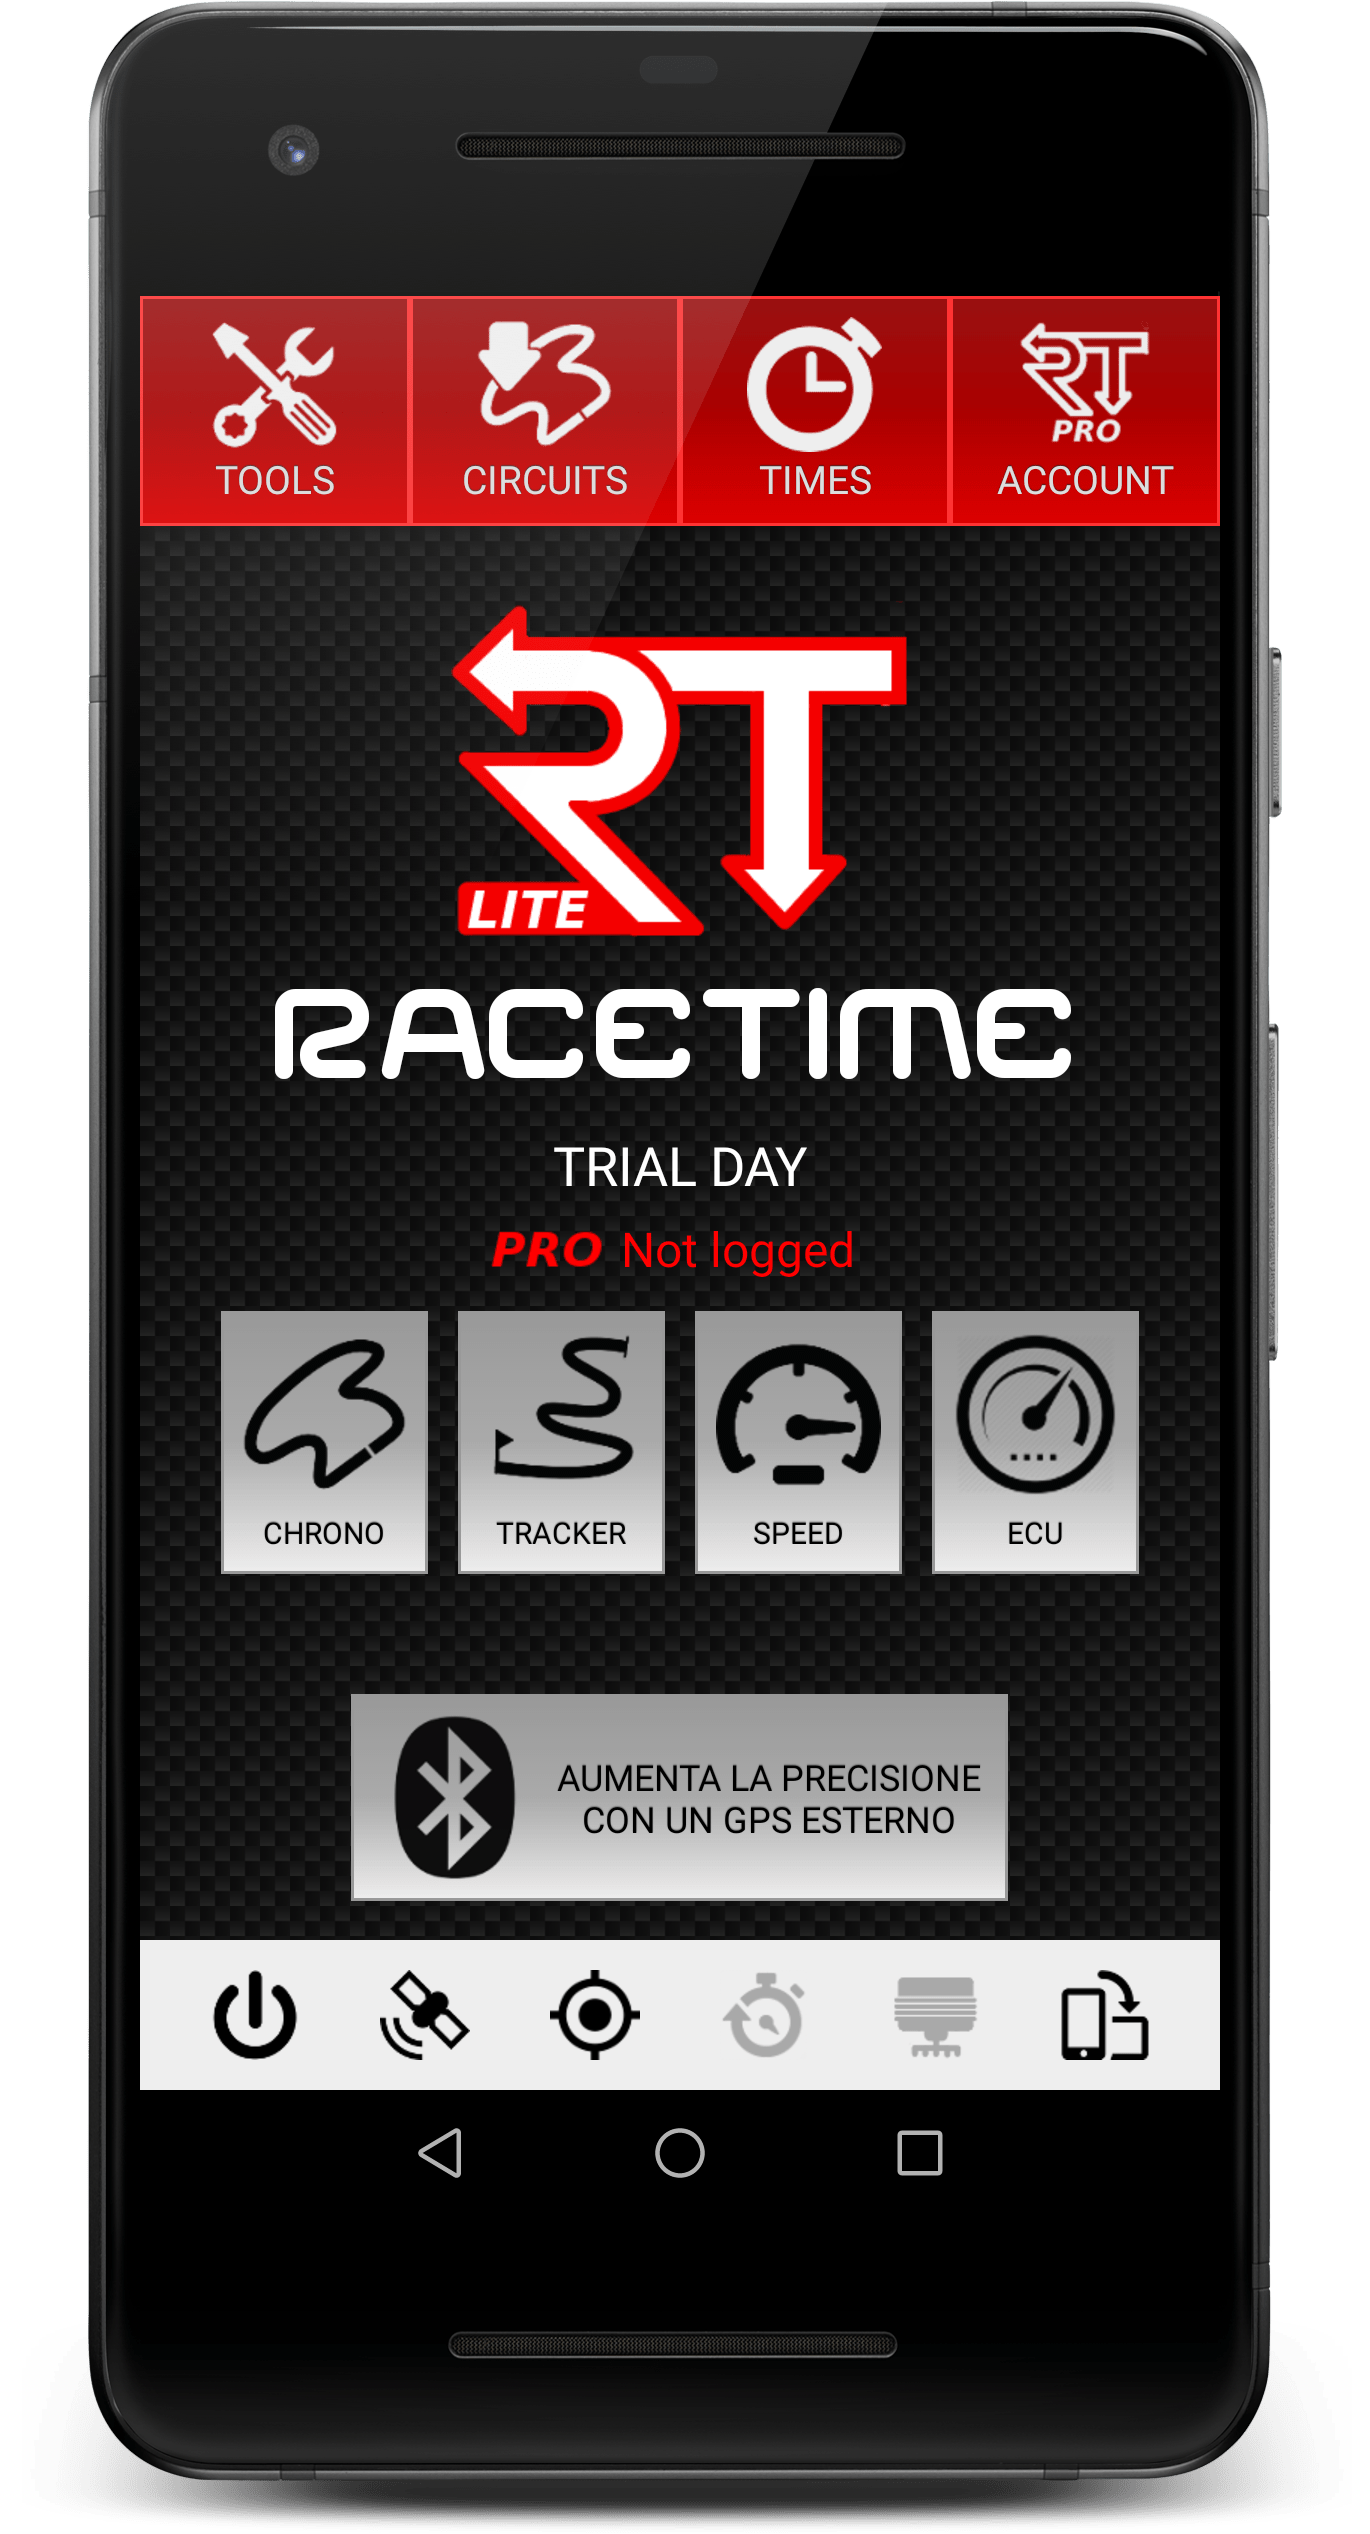 TOOLS
CIRCUITS
TIMES
PRO
ACCOUNT
RT
LITE
RACETIME
TRIAL DAY
PRO Not logged
CHRONO
TRACKER
SPEED
ECU
AUMENTA LA PRECISIONE
CON UN GPS ESTERNO